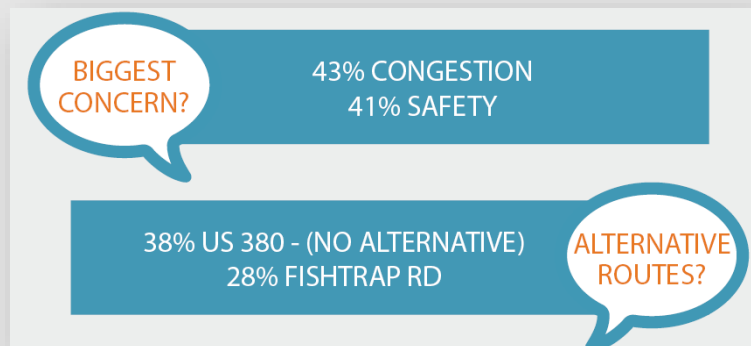 BIGGEST
CONCERN?
43% CONGESTION
41% SAFETY
38% US 380 - (NO ALTERNATIVE)
28% FISHTRAP RD
ALTERNATIVE
ROUTES?